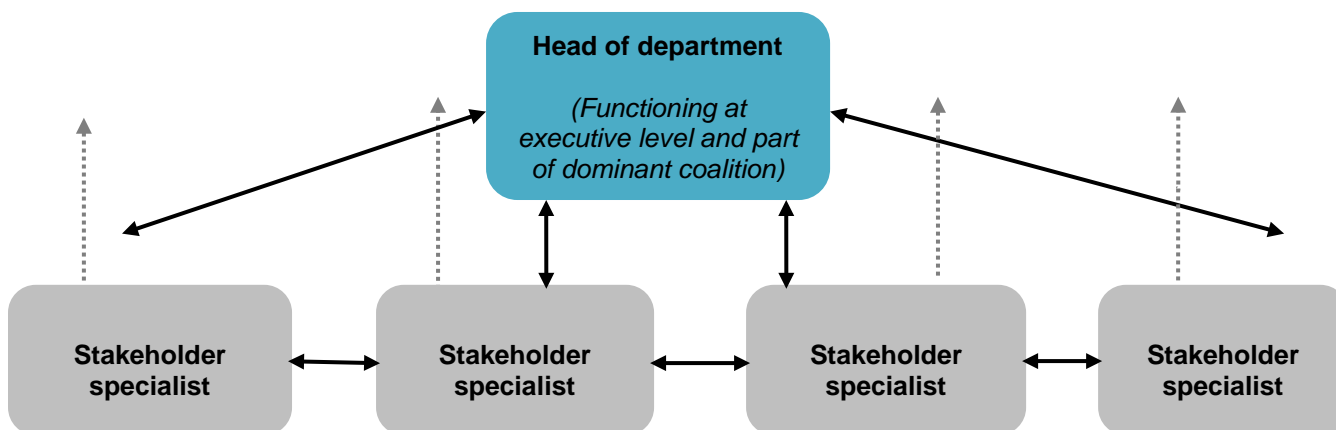 Head of department
(Functioning at
executive level and part
of dominant coalition)
Stakeholder
specialist
Stakeholder
specialist
Stakeholder
specialist
Stakeholder
specialist